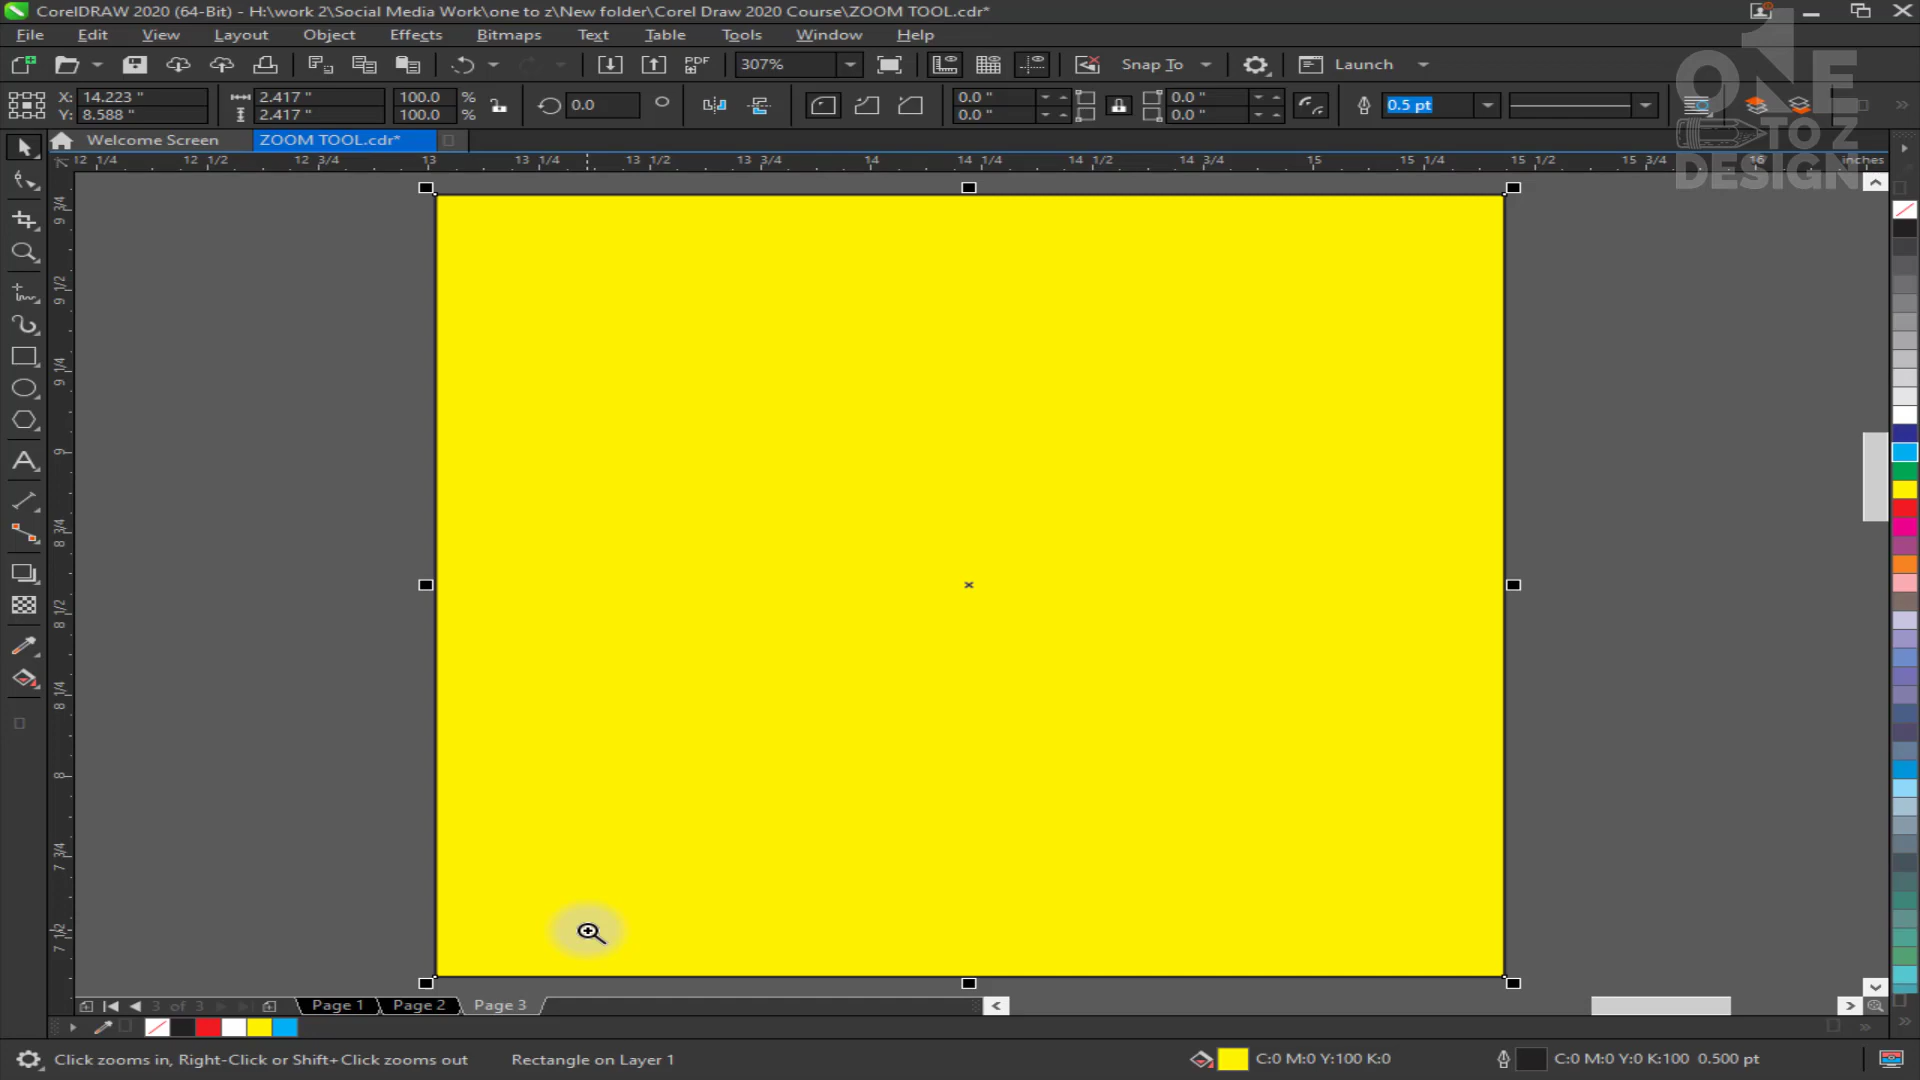 CorelDRAW 2020 (64-Bit) - H:\work 2\Social Media Work\one to z\New folder\Corel Draw 2020 Course\ZOOM TOOL.cdr*
File Edit View Layout Object Effects Bitmaps Text Table Tools Window Help
PDF 307% Snap To Launch
X: 14.223 " 2.417 " 100.0 % 0.0 0.0 " 0.0 " 0.5 pt
Y: 8.588 " 2.417 " 100.0 % 0.0 " 0.0 "
ONE
TO Z
DESIGN
Welcome Screen ZOOM TOOL.cdr*
12 1/4 12 1/2 12 3/4 13 13 1/4 13 1/2 13 3/4 14 14 1/4 14 1/2 14 3/4 15 15 1/4 15 1/2 15 3/4 16 inches
9 3/4
9 1/2
9 1/4
9
8 3/4
8 1/2
8 1/4
8
7 3/4
7 1/2
3 of 3 Page 1 Page 2 Page 3
Click zooms in, Right-Click or Shift+Click zooms out Rectangle on Layer 1 C:0 M:0 Y:100 K:0 C:0 M:0 Y:0 K:100 0.500 pt